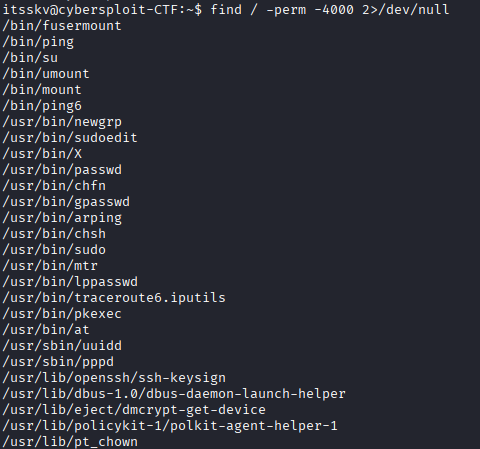 itsskv@cybersploit-CTF:~$ find / -perm -4000 2>/dev/null
/bin/fusermount
/bin/ping
/bin/su
/bin/umount
/bin/mount
/bin/ping6
/usr/bin/newgrp
/usr/bin/sudoedit
/usr/bin/X
/usr/bin/passwd
/usr/bin/chfn
/usr/bin/gpasswd
/usr/bin/arping
/usr/bin/chsh
/usr/bin/sudo
/usr/bin/mtr
/usr/bin/lppasswd
/usr/bin/traceroute6.iputils
/usr/bin/pkexec
/usr/bin/at
/usr/sbin/uuidd
/usr/sbin/pppd
/usr/lib/openssh/ssh-keysign
/usr/lib/dbus-1.0/dbus-daemon-launch-helper
/usr/lib/eject/dmcrypt-get-device
/usr/lib/policykit-1/polkit-agent-helper-1
/usr/lib/pt_chown